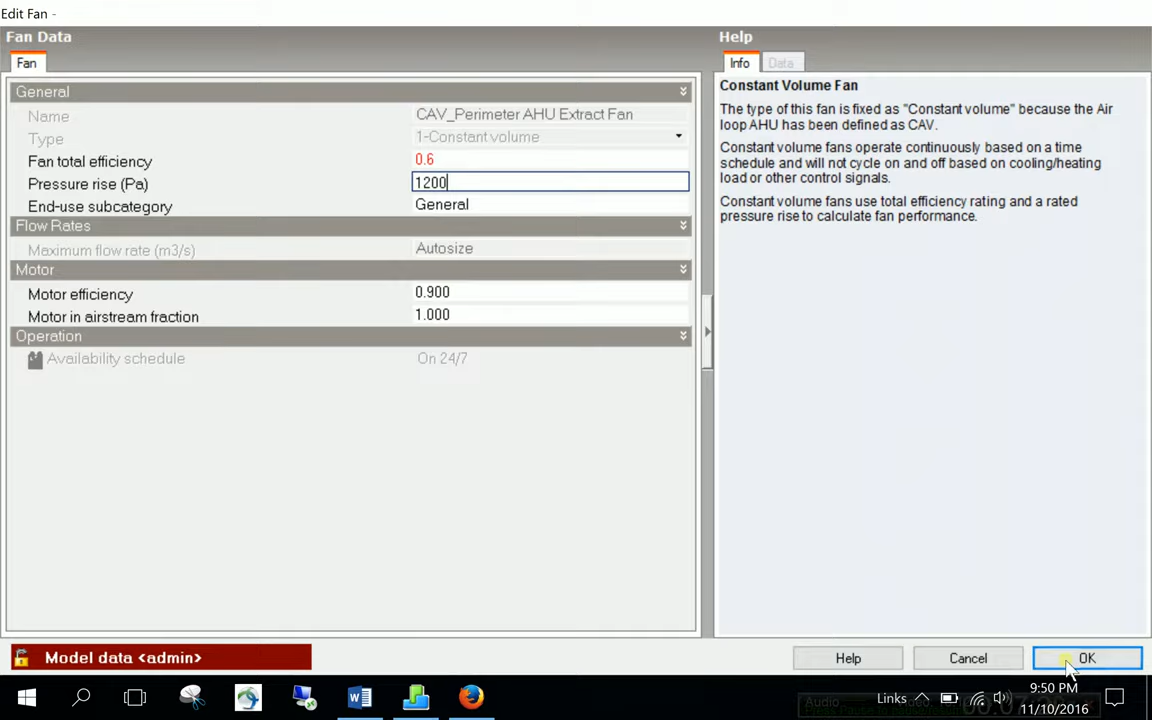 Edit Fan -
Fan Data
Fan
General
Name CAV_Perimeter AHU Extract Fan
Type 1-Constant volume
Fan total efficiency 0.6
Pressure rise (Pa) 1200
End-use subcategory General
Flow Rates
Maximum flow rate (m3/s) Autosize
Motor
Motor efficiency 0.900
Motor in airstream fraction 1.000
Operation
Availability schedule On 24/7
Help
Info Data
Constant Volume Fan
The type of this fan is fixed as "Constant volume" because the Air
loop AHU has been defined as CAV.
Constant volume fans operate continuously based on a time
schedule and will not cycle on and off based on cooling/heating
load or other control signals.
Constant volume fans use total efficiency rating and a rated
pressure rise to calculate fan performance.
Model data <admin>
Help Cancel OK
Links
9:50 PM
11/10/2016
Audio